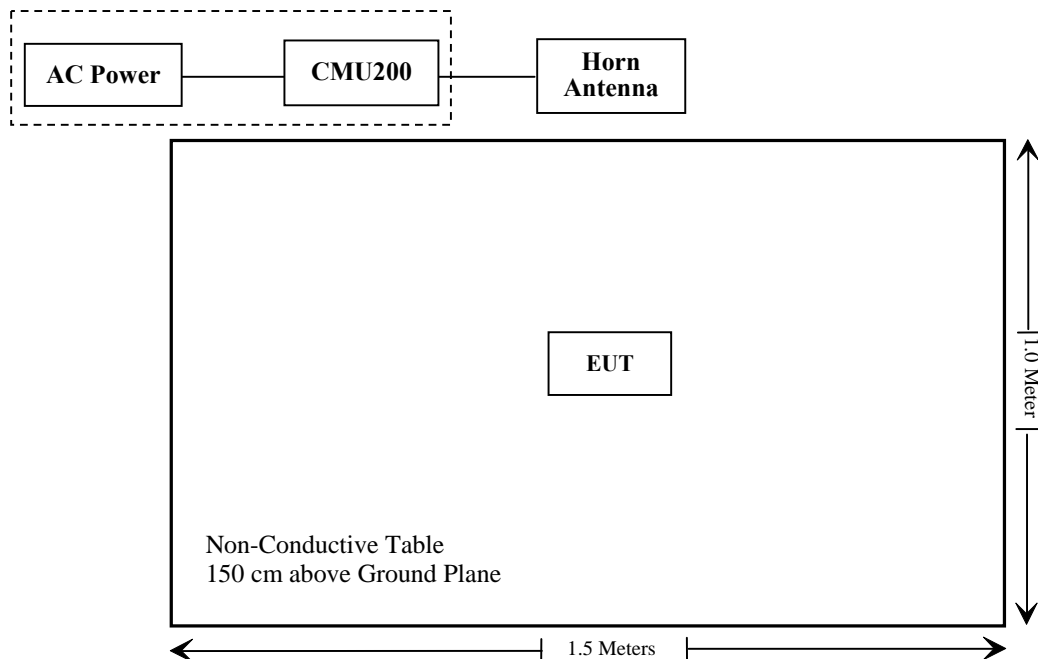 AC Power
CMU200
Horn
Antenna
EUT
1.0 Meter
Non-Conductive Table
150 cm above Ground Plane
1.5 Meters